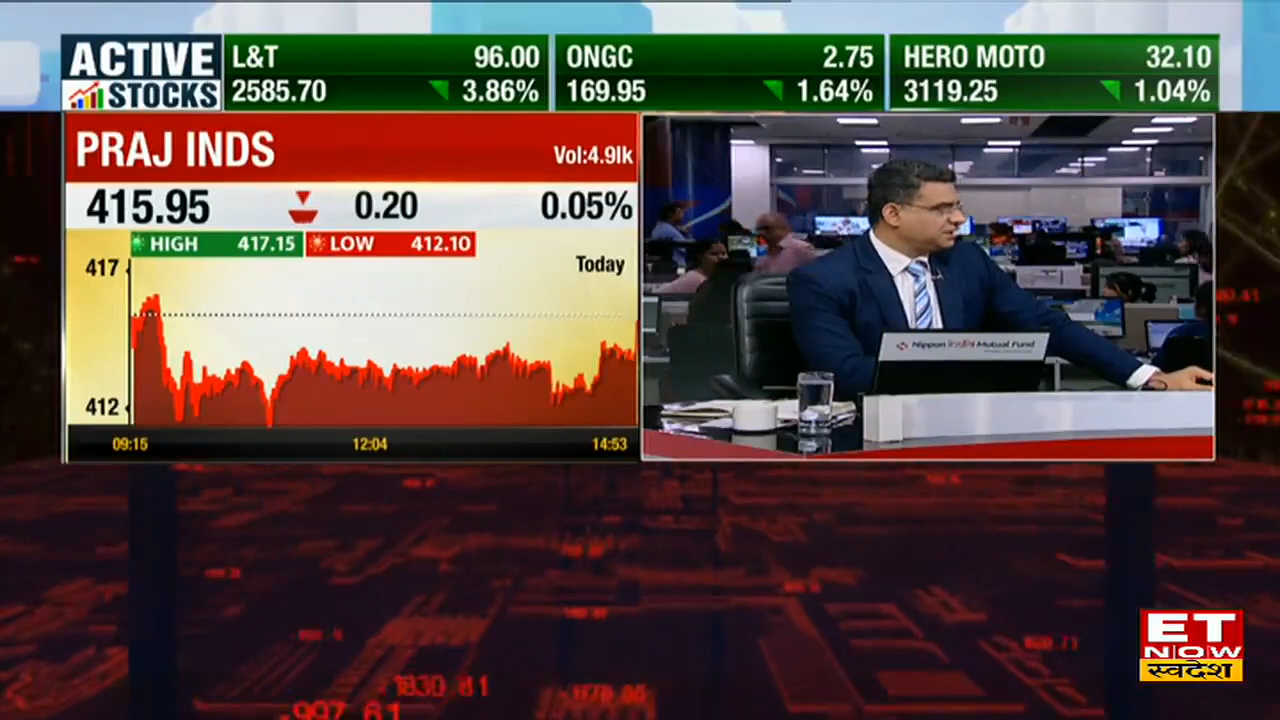 ACTIVE STOCKS
L&T 96.00
2585.70 3.86%
ONGC 2.75
169.95 1.64%
HERO MOTO 32.10
3119.25 1.04%
PRAJ INDS Vol:4.9lk
415.95 0.20 0.05%
HIGH 417.15 LOW 412.10
Today
417
412
09:15 12:04 14:53
Nippon india Mutual Fund
ET
NOW
स्वदेश